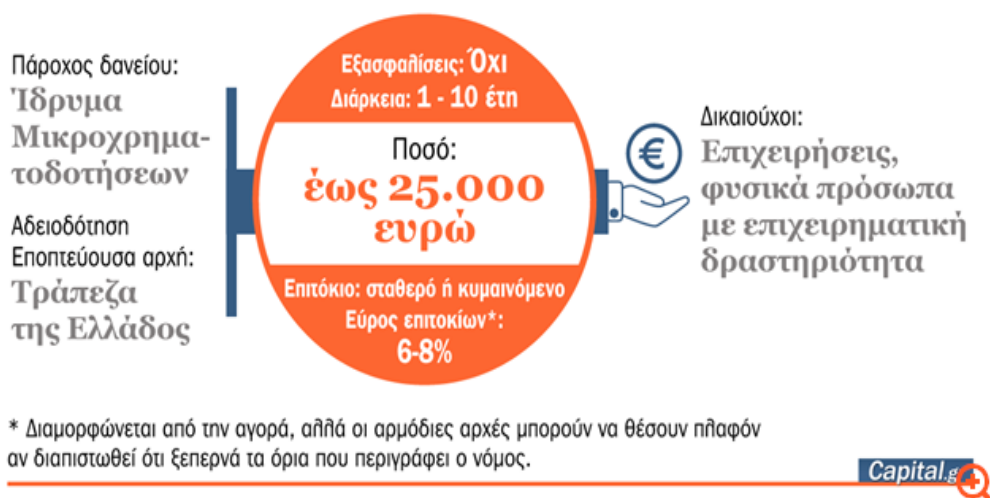 Πάροχος δανείου:
Ίδρυμα
Μικροχρημα-
τοδοτήσεων
Αδειοδότηση
Εποπτεύουσα αρχή:
Τράπεζα
της Ελλάδος
Εξασφαλίσεις: Όχι
Διάρκεια: 1 - 10 έτη
Ποσό:
έως 25.000
ευρώ
Επιτόκιο: σταθερό ή κυμαινόμενο
Εύρος επιτοκίων*:
6-8%
€
Δικαιούχοι:
Επιχειρήσεις,
φυσικά πρόσωπα
με επιχειρηματική
δραστηριότητα
* Διαμορφώνεται από την αγορά, αλλά οι αρμόδιες αρχές μπορούν να θέσουν πλαφόν
αν διαπιστωθεί ότι ξεπερνά τα όρια που περιγράφει ο νόμος.
Capital.g